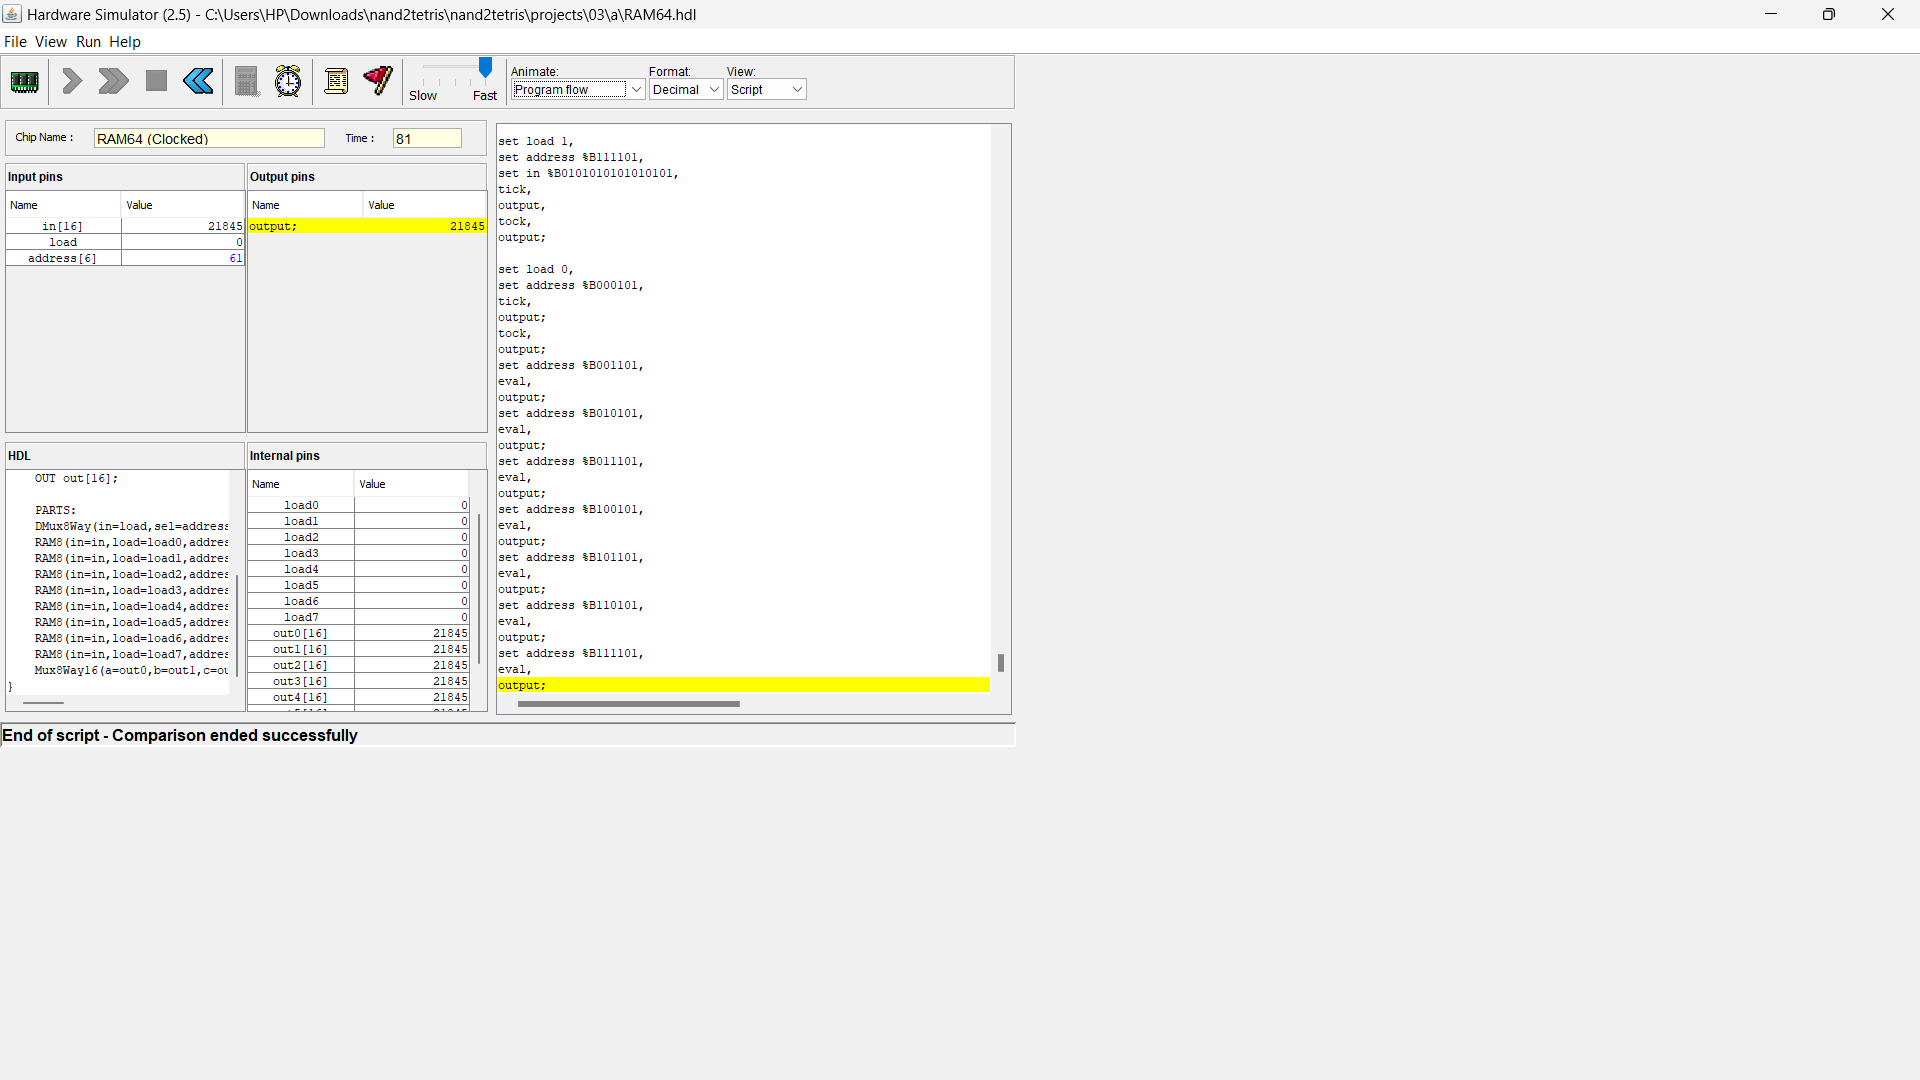 Hardware Simulator (2.5) - C:\Users\HP\Downloads\nand2tetris\nand2tetris\projects\03\a\RAM64.hdl
File View Run Help
Slow Fast
Animate: Format: View:
Program flow Decimal Script
Chip Name : RAM64 (Clocked) Time : 81
Input pins
Name Value
in[16] 21845
load 0
address[6] 61
Output pins
Name Value
output; 21845
HDL
OUT out[16];
PARTS:
DMux8Way(in=load,sel=address
RAM8(in=in,load=load0,addres
RAM8(in=in,load=load1,addres
RAM8(in=in,load=load2,addres
RAM8(in=in,load=load3,addres
RAM8(in=in,load=load4,addres
RAM8(in=in,load=load5,addres
RAM8(in=in,load=load6,addres
RAM8(in=in,load=load7,addres
Mux8Way16(a=out0,b=out1,c=ou
}
Internal pins
Name Value
load0 0
load1 0
load2 0
load3 0
load4 0
load5 0
load6 0
load7 0
out0[16] 21845
out1[16] 21845
out2[16] 21845
out3[16] 21845
out4[16] 21845
set load 1,
set address %B111101,
set in %B0101010101010101,
tick,
output,
tock,
output;
set load 0,
set address %B000101,
tick,
output;
tock,
output;
set address %B001101,
eval,
output;
set address %B010101,
eval,
output;
set address %B011101,
eval,
output;
set address %B100101,
eval,
output;
set address %B101101,
eval,
output;
set address %B110101,
eval,
output;
set address %B111101,
eval,
output;
End of script - Comparison ended successfully